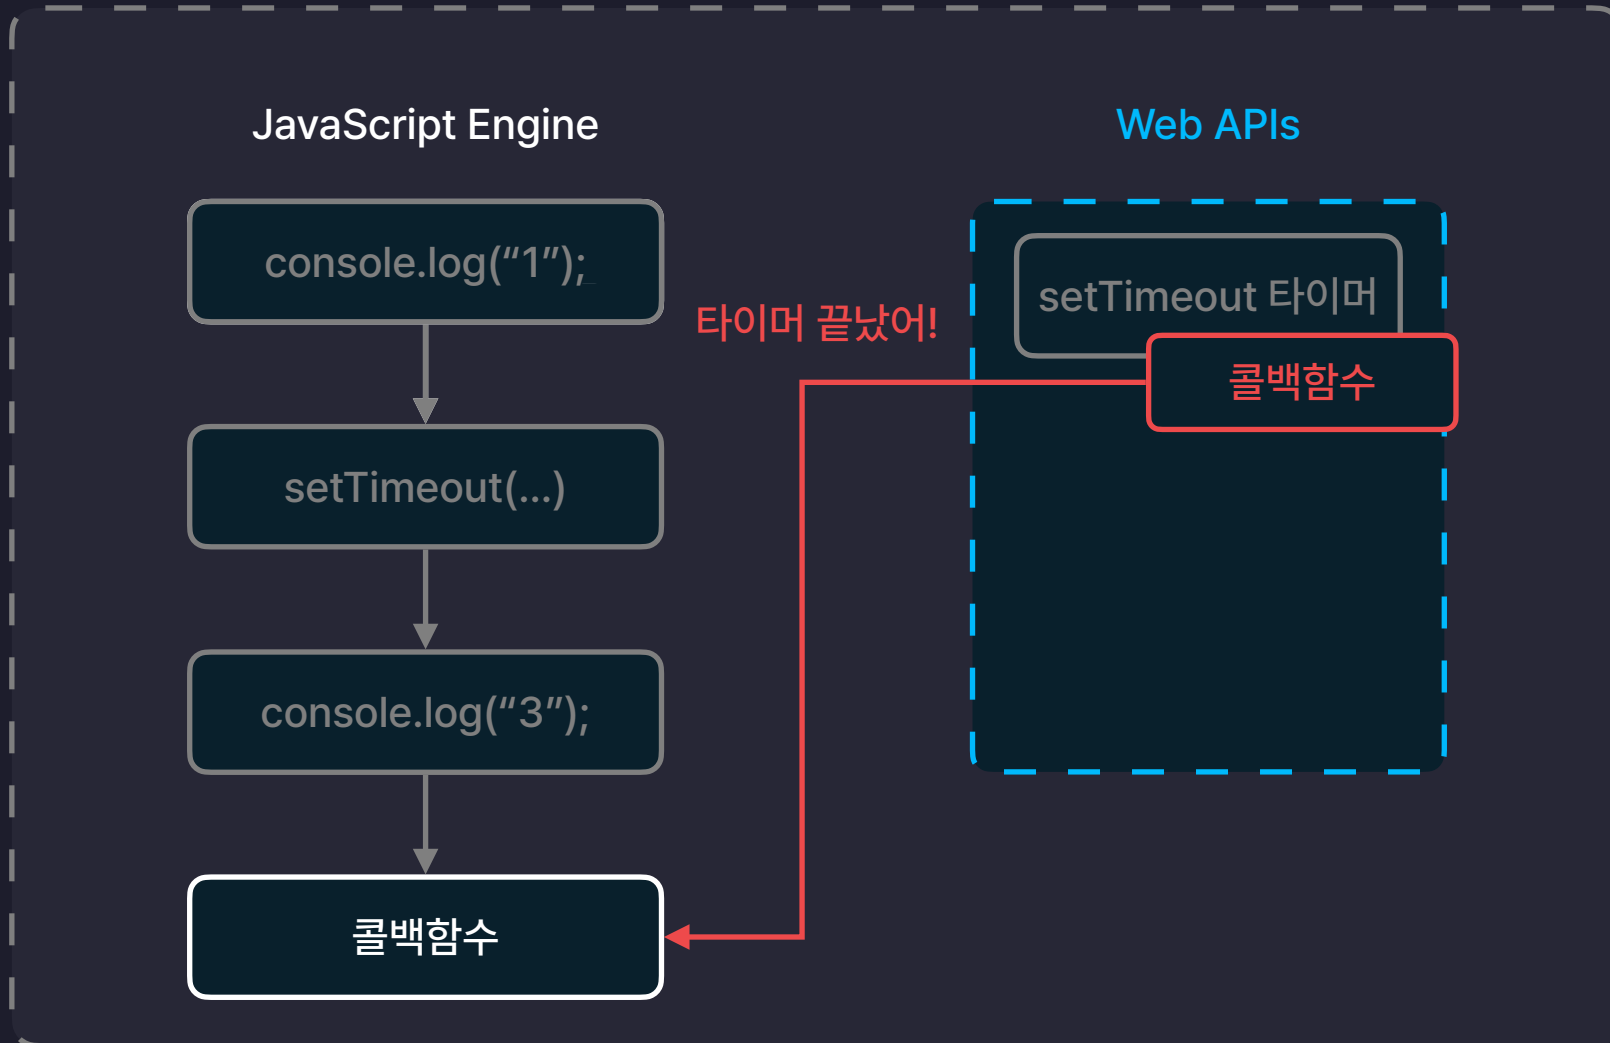 JavaScript Engine
Web APIs
console.log(“1”);
setTimeout 타이머
타이머 끝났어!
콜백함수
setTimeout(...)
console.log(“3”);
콜백함수